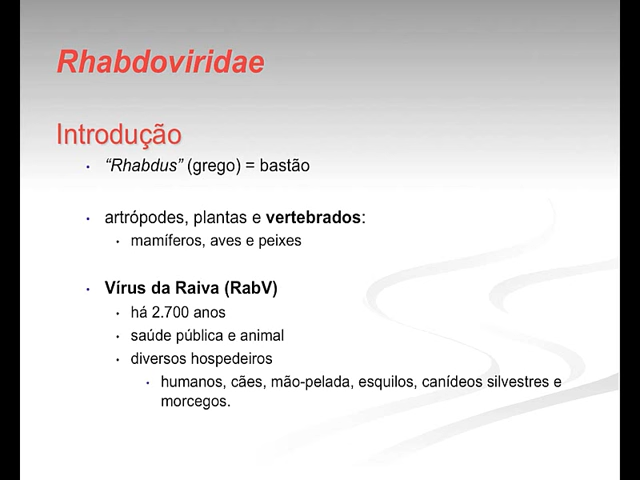 Rhabdoviridae
Introdução
• “Rhabdus” (grego) = bastão
• artrópodes, plantas e vertebrados:
• mamíferos, aves e peixes
• Vírus da Raiva (RabV)
• há 2.700 anos
• saúde pública e animal
• diversos hospedeiros
• humanos, cães, mão-pelada, esquilos, canídeos silvestres e
morcegos.